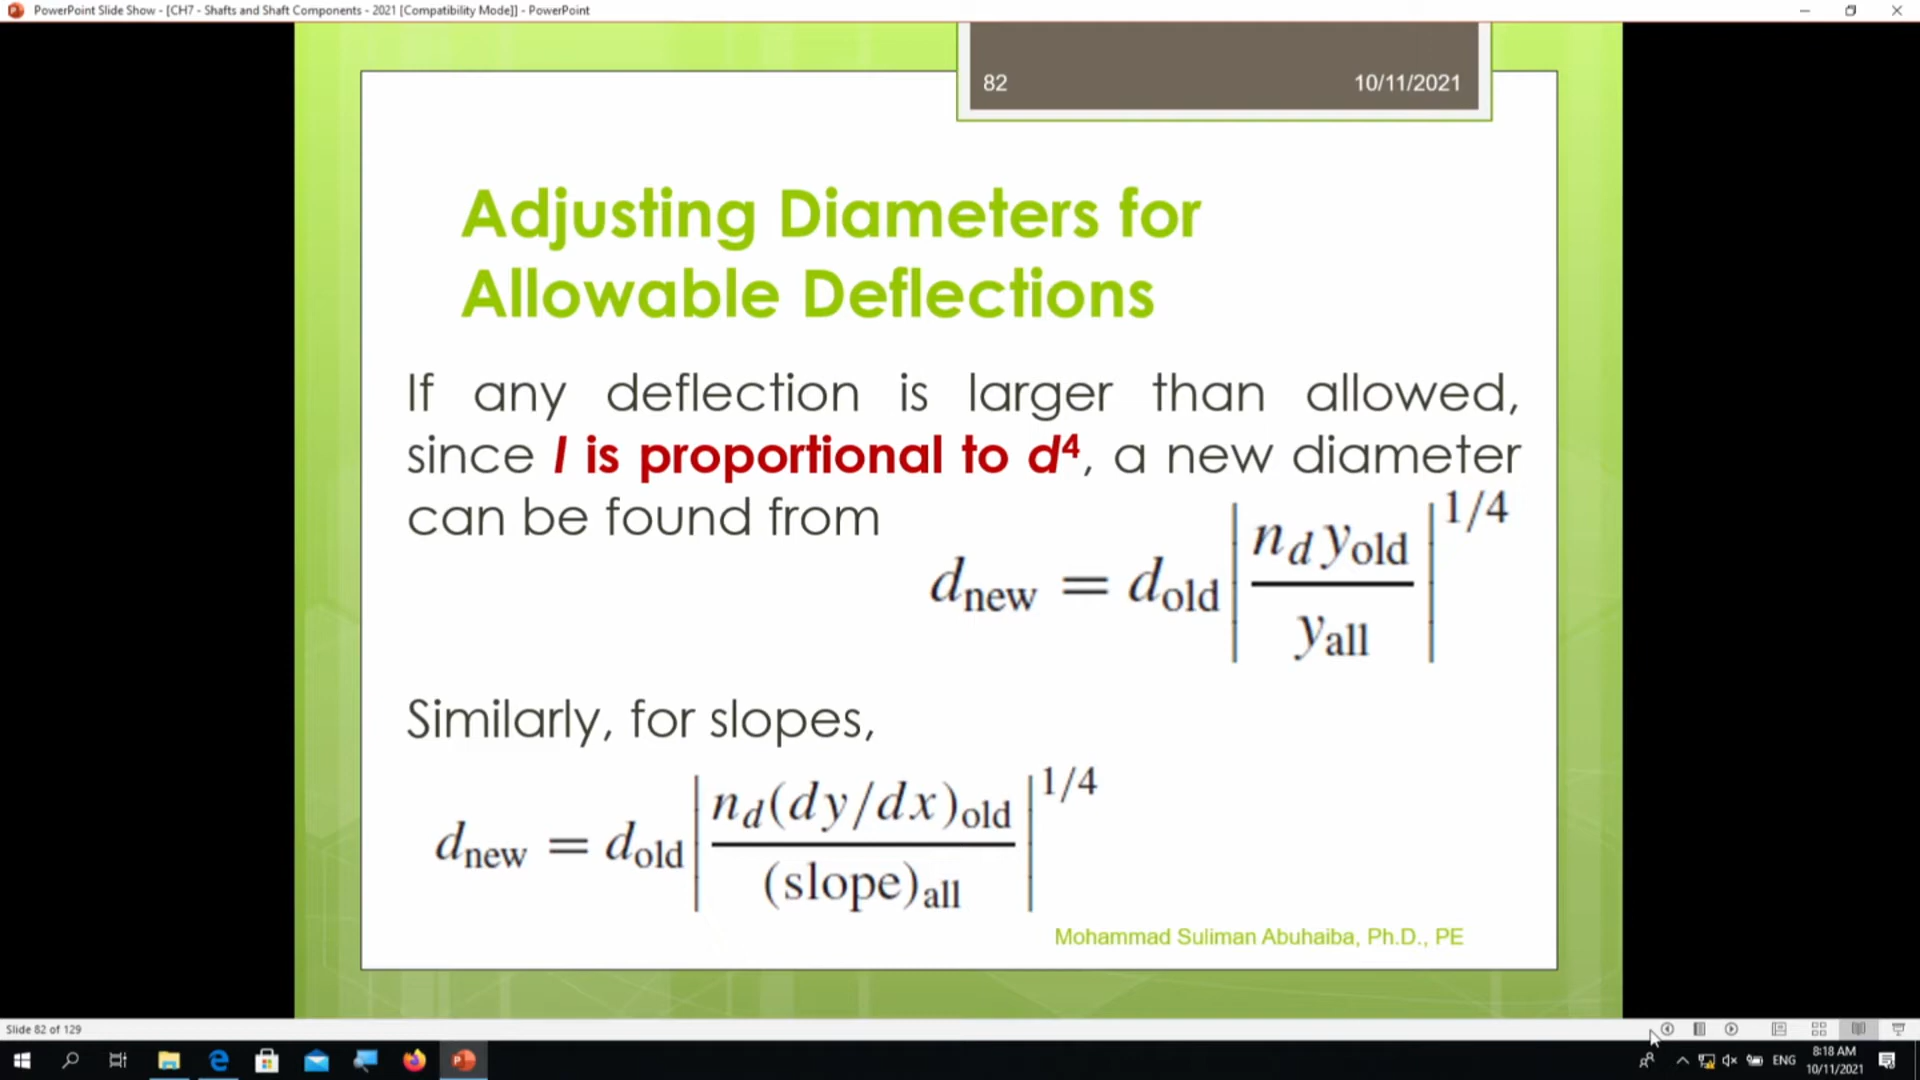 PowerPoint Slide Show - [CH7 - Shafts and Shaft Components - 2021 [Compatibility Mode]] - PowerPoint
82 10/11/2021
Adjusting Diameters for
Allowable Deflections
If any deflection is larger than allowed,
since I is proportional to d⁴, a new diameter
can be found from
d_new = d_old |n_d y_old / y_all|^1/4
Similarly, for slopes,
d_new = d_old |n_d(dy/dx)_old / (slope)_all|^1/4
Mohammad Suliman Abuhaiba, Ph.D., PE
Slide 82 of 129
ENG
8:18 AM
10/11/2021